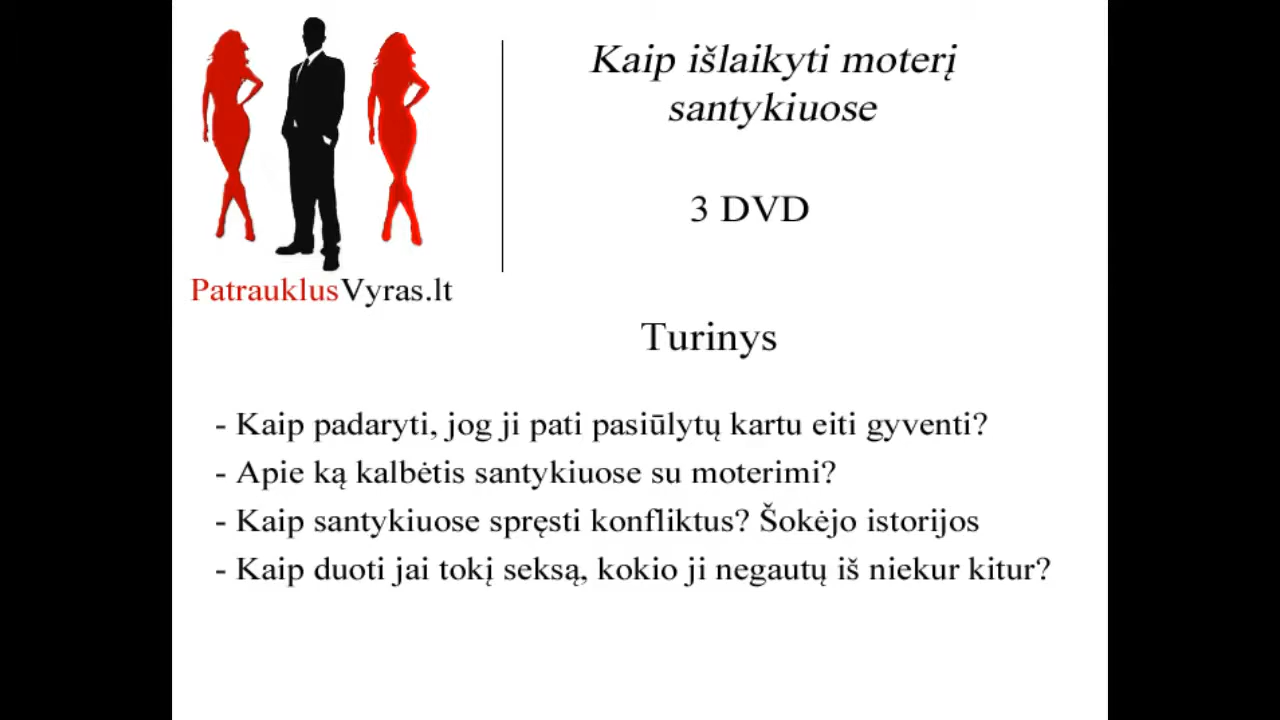 Kaip išlaikyti moterį
santykiuose
3 DVD
PatrauklusVyras.lt
Turinys
- Kaip padaryti, jog ji pati pasiūlytų kartu eiti gyventi?
- Apie ką kalbėtis santykiuose su moterimi?
- Kaip santykiuose spręsti konfliktus? Šokėjo istorijos
- Kaip duoti jai tokį seksą, kokio ji negautų iš niekur kitur?